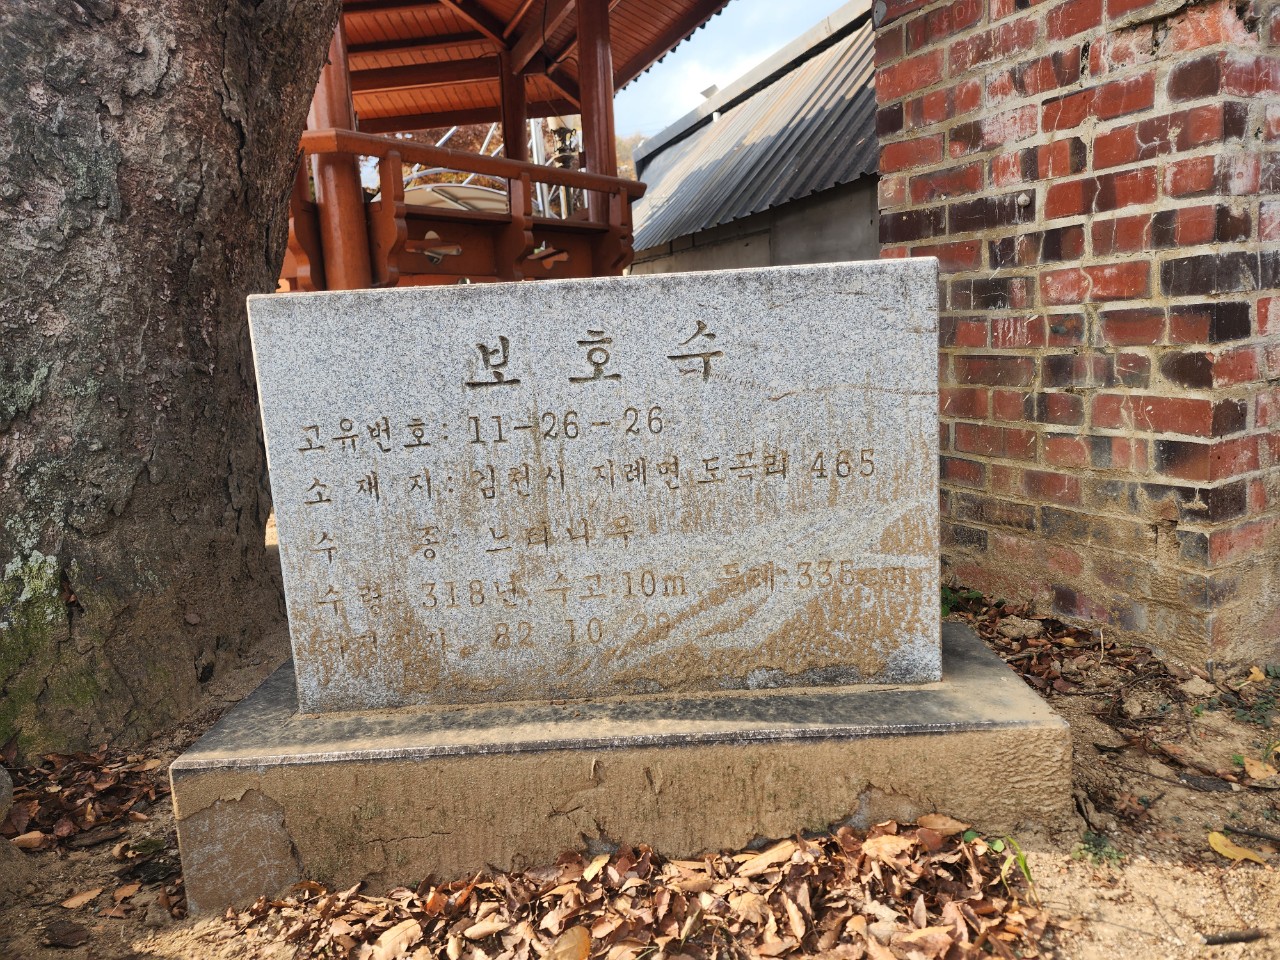 보호수
고유번호: 11-26-26
소재지: 김천시 지례면 도곡리 465
수종: 느티나무
수령: 318년, 수고: 10m 둘레: 335cm
82 10 29